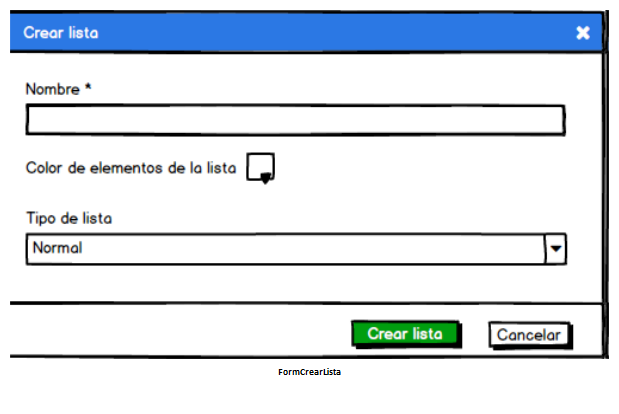 Crear lista
Nombre *
Color de elementos de la lista
Tipo de lista
Normal
Crear lista
Cancelar
FormCrearLista